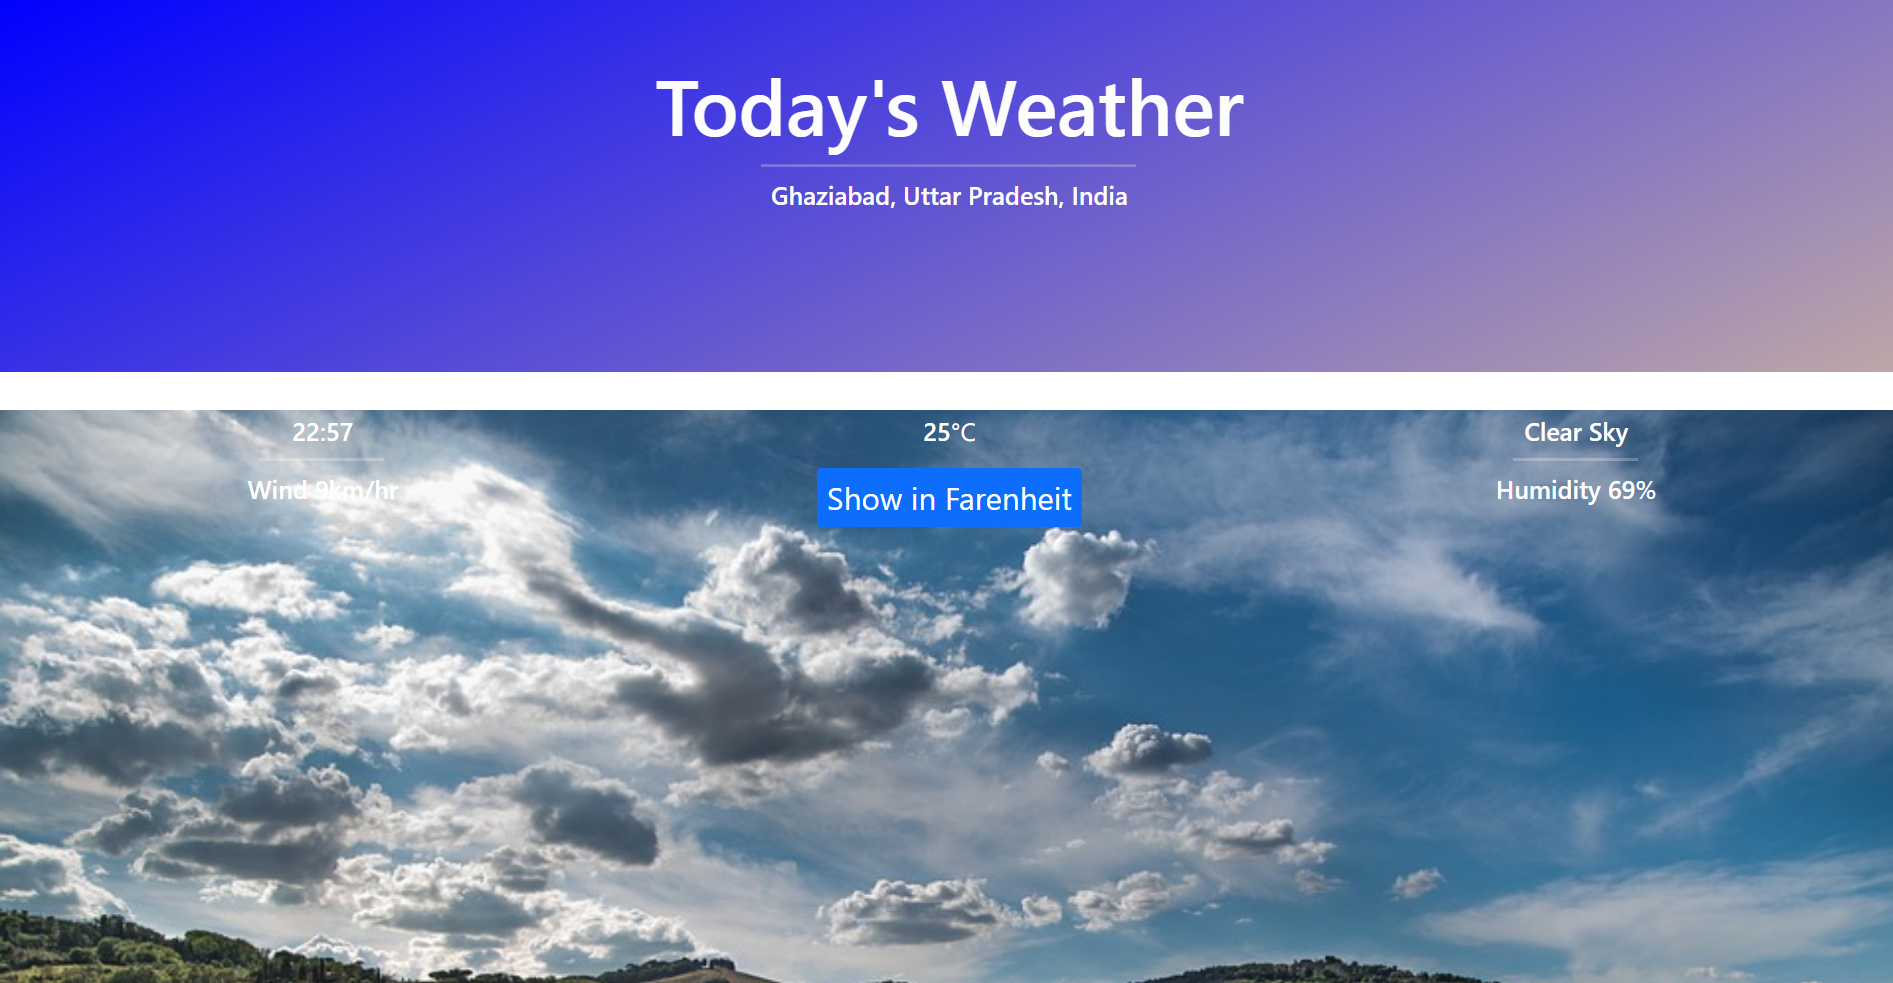 Today's Weather
Ghaziabad, Uttar Pradesh, India
22:57
25°C
Clear Sky
Wind 9km/hr
Show in Farenheit
Humidity 69%